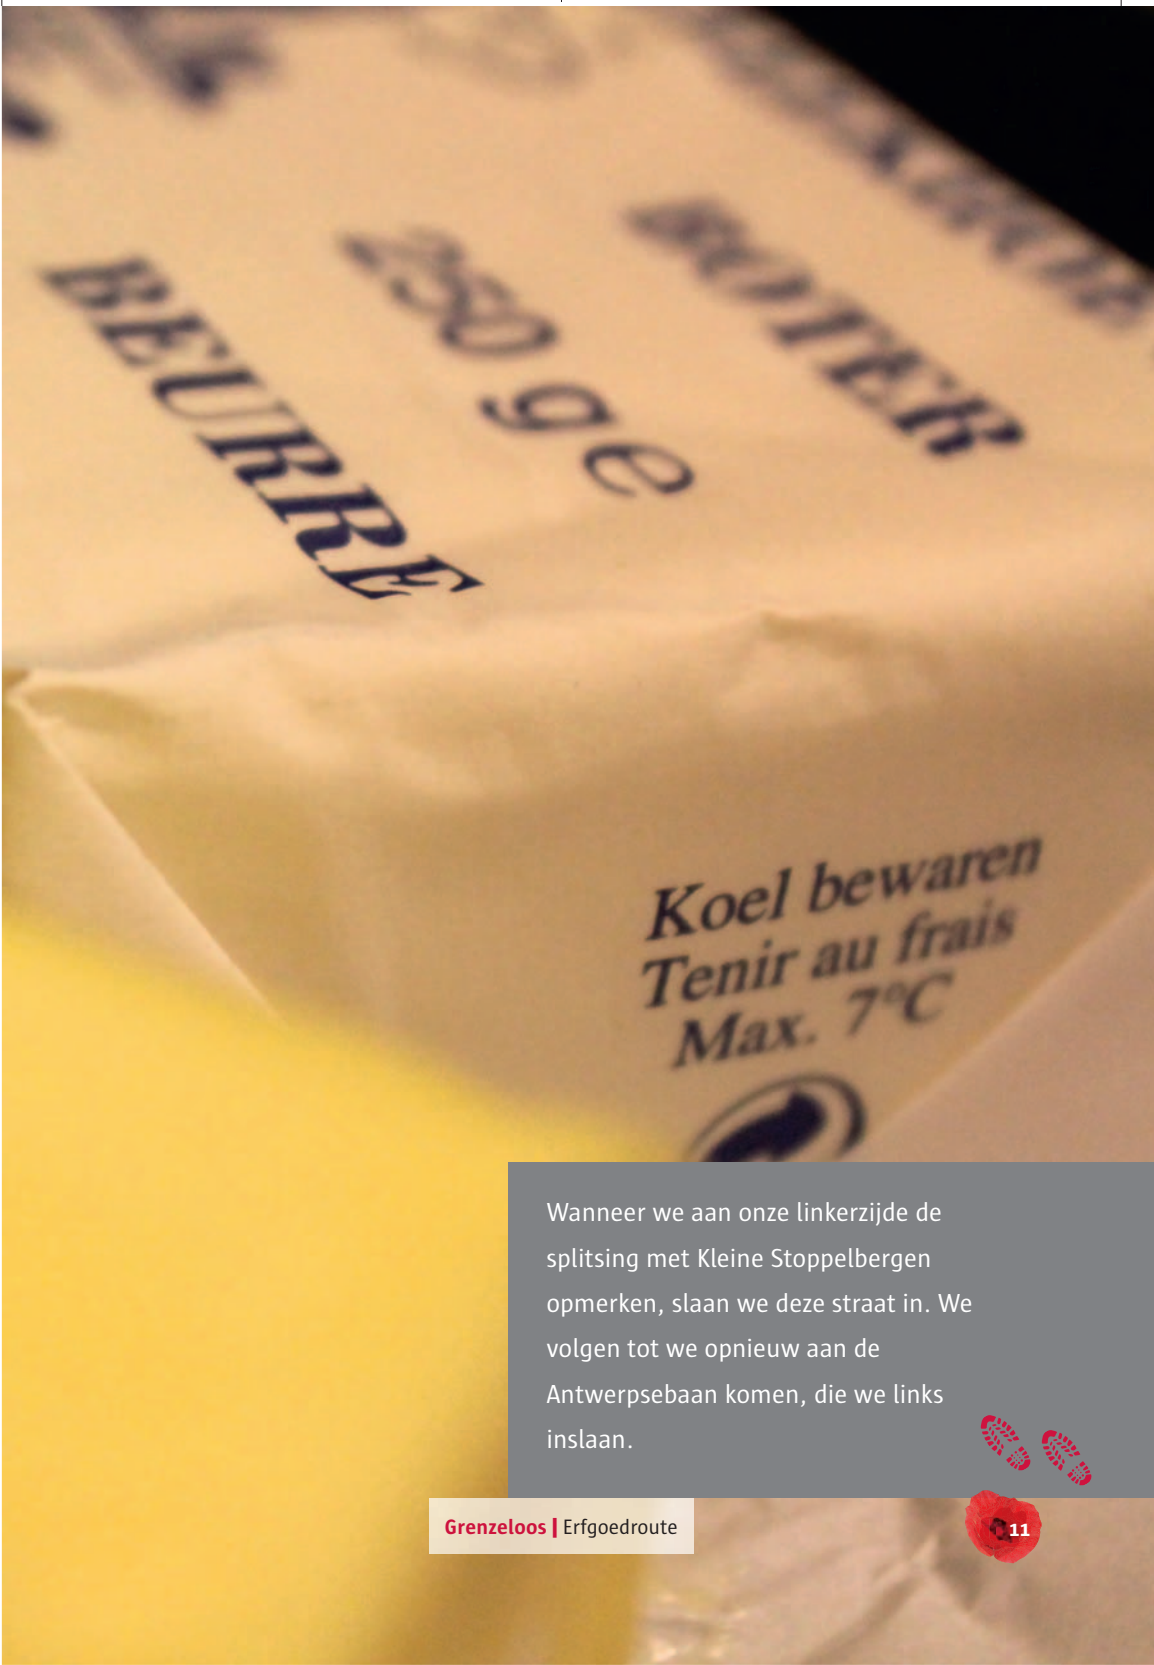 BOTER
250 g e
BEURRE
Koel bewaren
Tenir au frais
Max. 7°C
Wanneer we aan onze linkerzijde de
splitsing met Kleine Stoppelbergen
opmerken, slaan we deze straat in. We
volgen tot we opnieuw aan de
Antwerpsebaan komen, die we links
inslaan.
Grenzeloos | Erfgoedroute
11